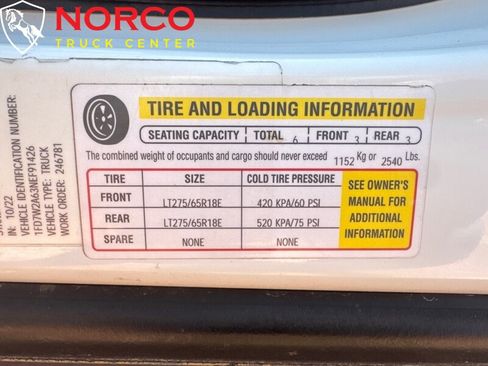 NORCO
TRUCK CENTER
TIRE AND LOADING INFORMATION
SEATING CAPACITY TOTAL 6 FRONT 3 REAR 3
The combined weight of occupants and cargo should never exceed 1152 Kg or 2540 Lbs.
TIRE SIZE COLD TIRE PRESSURE
FRONT LT275/65R18E 420 KPA/60 PSI
REAR LT275/65R18E 520 KPA/75 PSI
SPARE NONE NONE
SEE OWNER'S
MANUAL FOR
ADDITIONAL
INFORMATION
IN: 10/22
VEHICLE IDENTIFICATION NUMBER:
1FD7W2A63NEF91426
VEHICLE TYPE: TRUCK
WORK ORDER: 246781